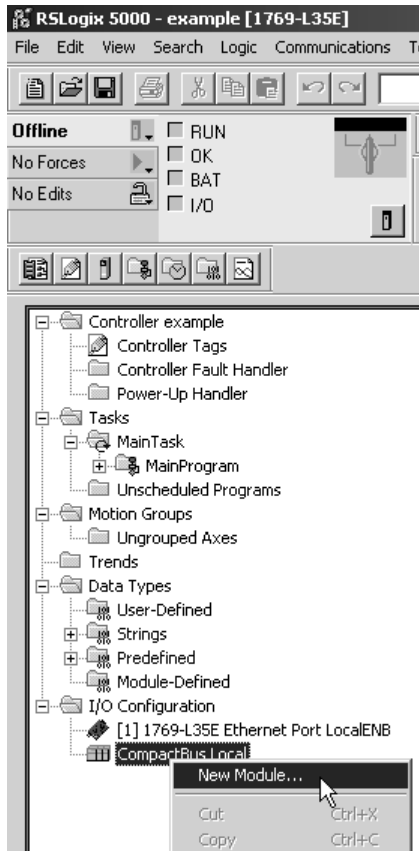 RSLogix 5000 - example [1769-L35E]
File Edit View Search Logic Communications
Offline
RUN
No Forces
OK
BAT
No Edits
I/O
Controller example
Controller Tags
Controller Fault Handler
Power-Up Handler
Tasks
MainTask
MainProgram
Unscheduled Programs
Motion Groups
Ungrouped Axes
Trends
Data Types
User-Defined
Strings
Predefined
Module-Defined
I/O Configuration
[1] 1769-L35E Ethernet Port LocalENB
CompactBus Local
New Module...
Cut Ctrl+X
Copy Ctrl+C